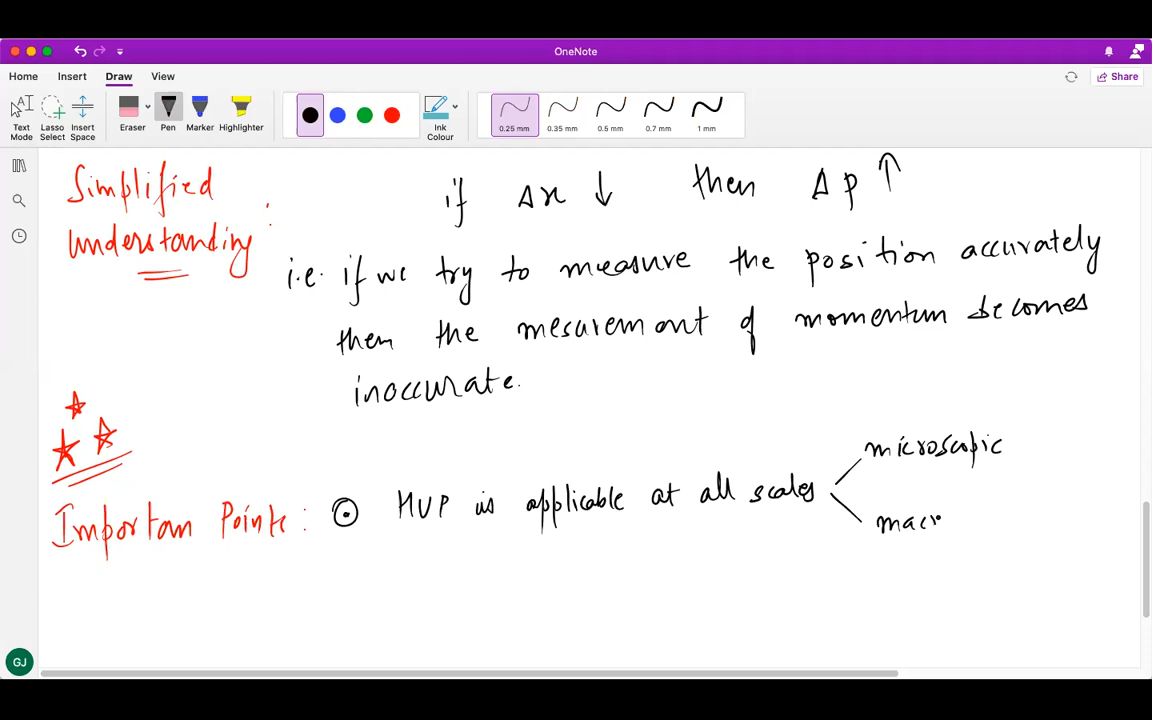 OneNote
Home Insert Draw View
Share
Text Mode
Lasso Select
Insert Space
Eraser
Pen
Marker
Highlighter
Ink Colour
0.25 mm
0.35 mm
0.5 mm
0.7 mm
1 mm
Simplified understanding :
if Δx ↓ then Δp ↑
i.e. if we try to measure the position accurately
then the mesurement of momentum becomes
inaccurate.
Important Points : ⊙ HUP is applicable at all scales
microscopic
macr
GJ